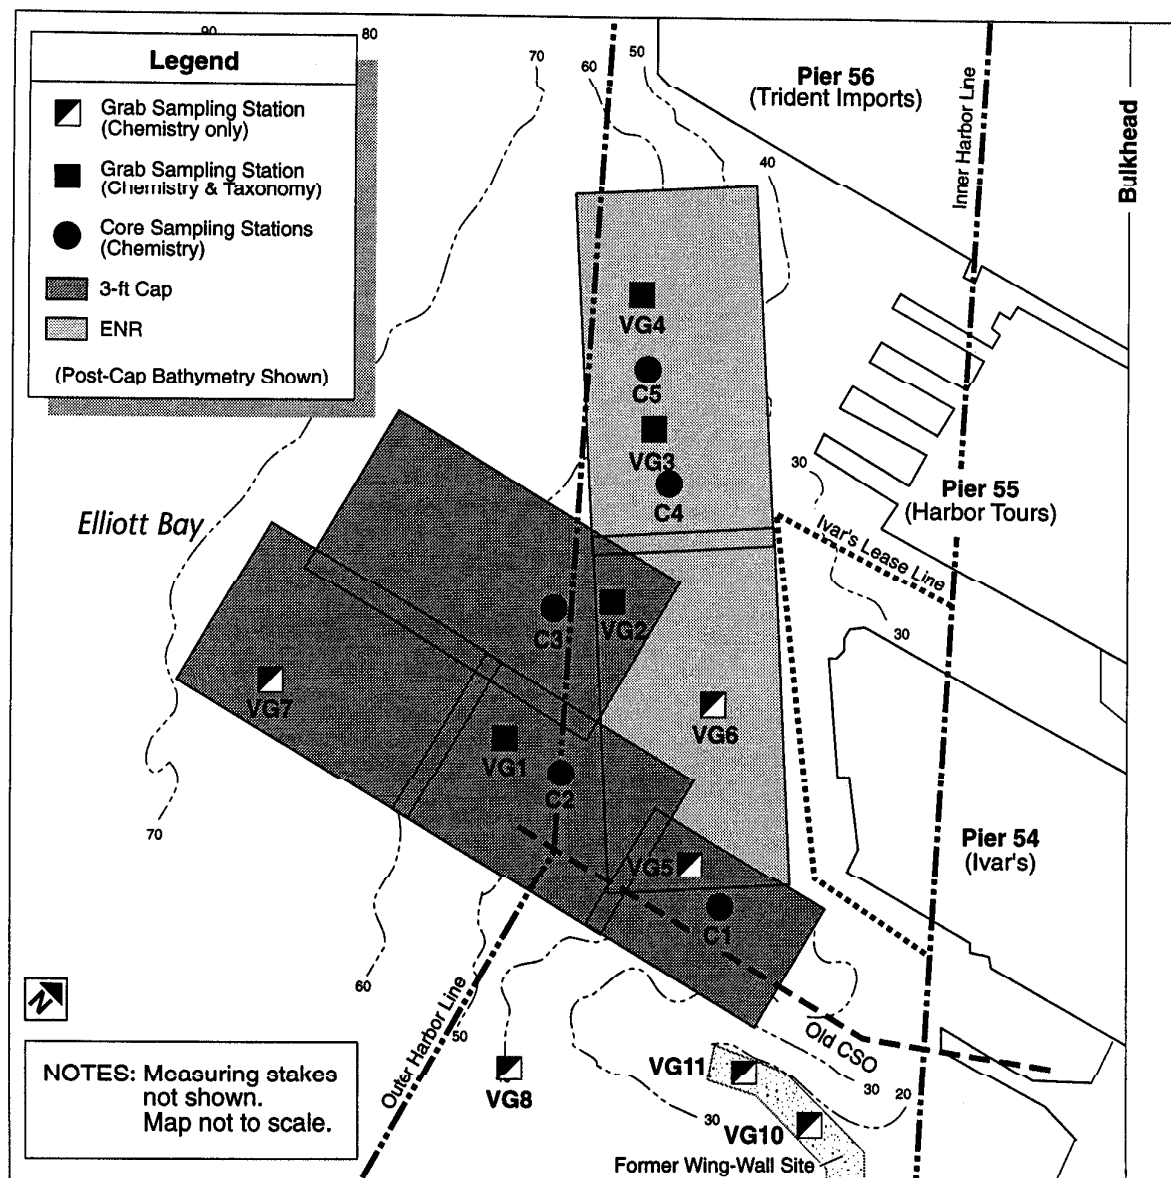 90
80
70
60
50
40
Legend
Grab Sampling Station
(Chemistry only)
Grab Sampling Station
(Chemistry & Taxonomy)
Core Sampling Stations
(Chemistry)
3-ft Cap
ENR
(Post-Cap Bathymetry Shown)
Pier 56
(Trident Imports)
Inner Harbor Line
Bulkhead
VG4
C5
VG3
C4
30
Pier 55
(Harbor Tours)
Ivar's Lease Line
30
Elliott Bay
C3
VG2
VG7
VG6
VG1
C2
70
Pier 54
(Ivar's)
VG5
C1
60
50
Outer Harbor Line
N
Old CSO
30
20
VG8
VG11
30
VG10
Former Wing-Wall Site
NOTES: Measuring stakes
not shown.
Map not to scale.